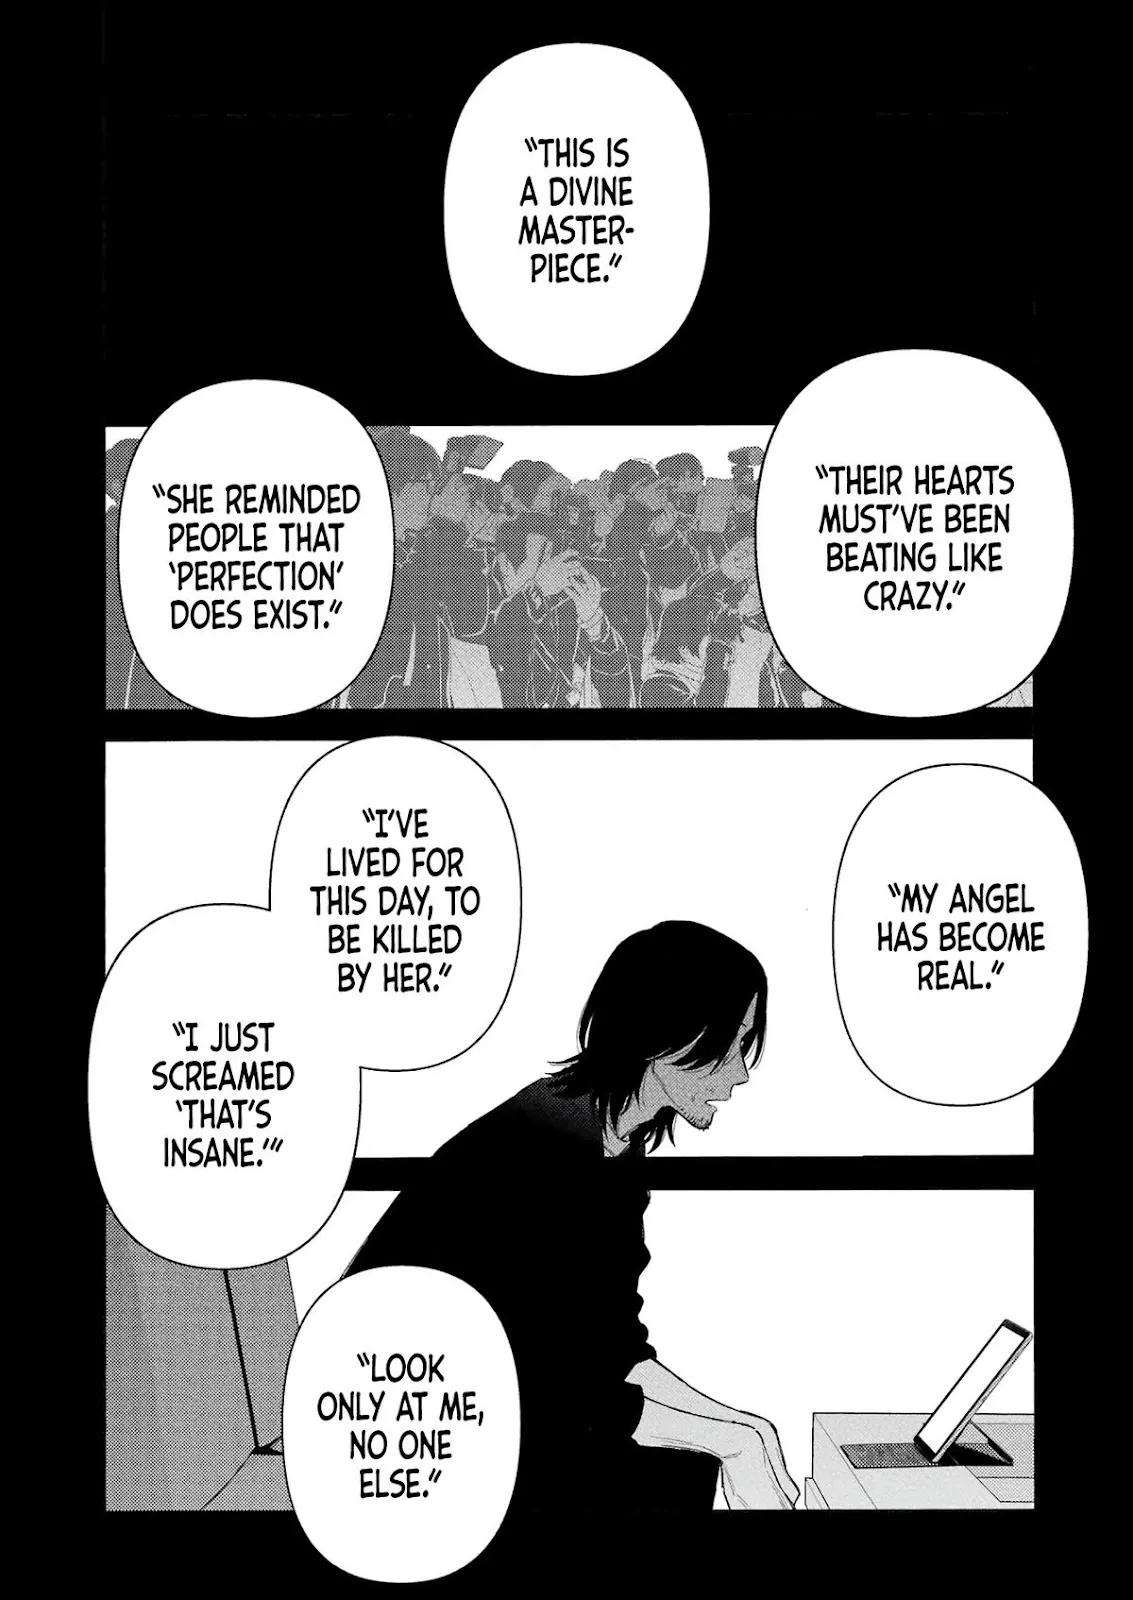 "THIS IS
A DIVINE
MASTER-
PIECE."
"THEIR HEARTS
MUST'VE BEEN
BEATING LIKE
CRAZY."
"SHE REMINDED
PEOPLE THAT
'PERFECTION'
DOES EXIST."
"MY ANGEL
HAS BECOME
REAL."
"I'VE
LIVED FOR
THIS DAY, TO
BE KILLED
BY HER."
"I JUST
SCREAMED
'THAT'S
INSANE.'"
"LOOK
ONLY AT ME,
NO ONE
ELSE."